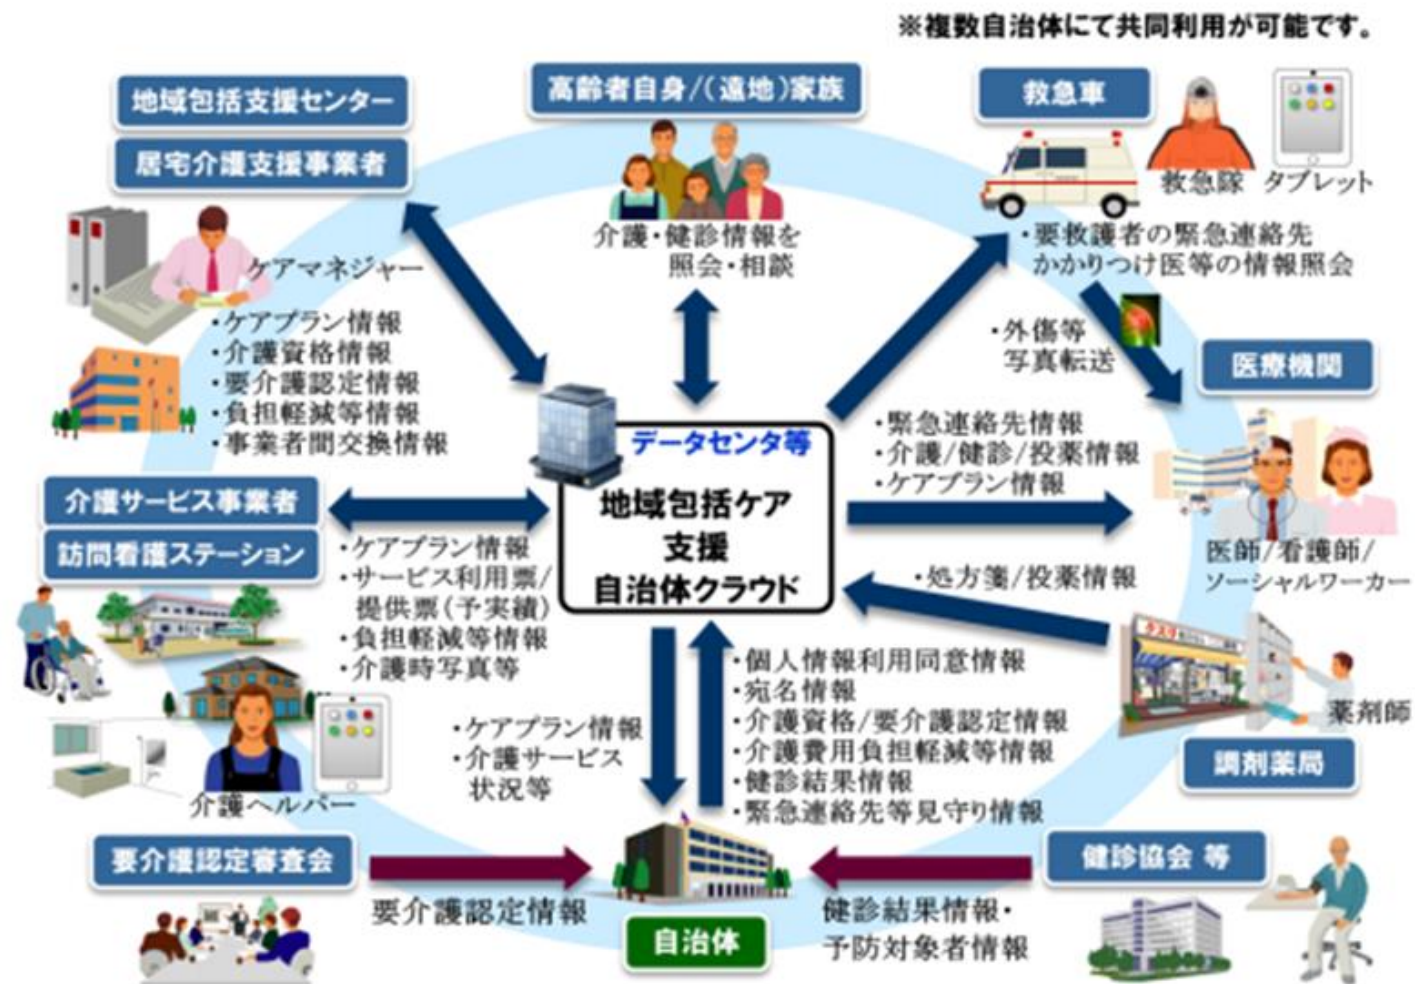 ※複数自治体にて共同利用が可能です。
地域包括支援センター
居宅介護支援事業者
ケアマネジャー
・ケアプラン情報
・介護資格情報
・要介護認定情報
・負担軽減等情報
・事業者間交換情報
高齢者自身/（遠地）家族
介護・健診情報を
照会・相談
救急車
救急隊
タブレット
・要救護者の緊急連絡先
かかりつけ医等の情報照会
・外傷等
写真転送
医療機関
・緊急連絡先情報
・介護/健診/投薬情報
・ケアプラン情報
医師/看護師/
ソーシャルワーカー
データセンタ等
地域包括ケア
支援
自治体クラウド
介護サービス事業者
訪問看護ステーション
・ケアプラン情報
・サービス利用票/
提供票（予実績）
・負担軽減等情報
・介護時写真等
介護ヘルパー
・処方箋/投薬情報
クスリ
薬剤師
調剤薬局
・ケアプラン情報
・介護サービス
状況等
・個人情報利用同意情報
・宛名情報
・介護資格/要介護認定情報
・介護費用負担軽減等情報
・健診結果情報
・緊急連絡先等見守り情報
要介護認定審査会
要介護認定情報
自治体
健診協会 等
健診結果情報・
予防対象者情報